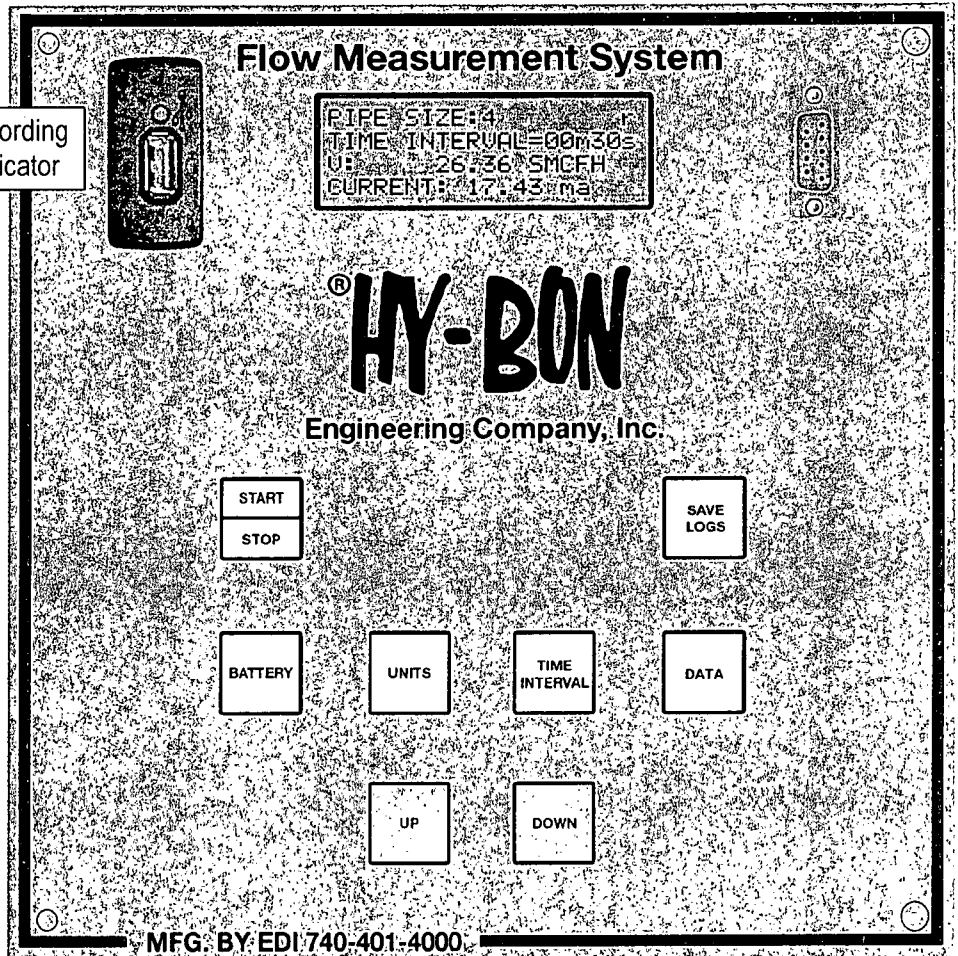 Flow Measurement System
cording
icator
PIPE SIZE:4 r
TIME INTERVAL=00m30s
V: 26.36 SMCFH
CURRENT: 17.43 ma
® HY-BON
Engineering Company, Inc.
START
STOP
SAVE
LOGS
BATTERY
UNITS
TIME
INTERVAL
DATA
UP
DOWN
MFG. BY EDI 740-401-4000